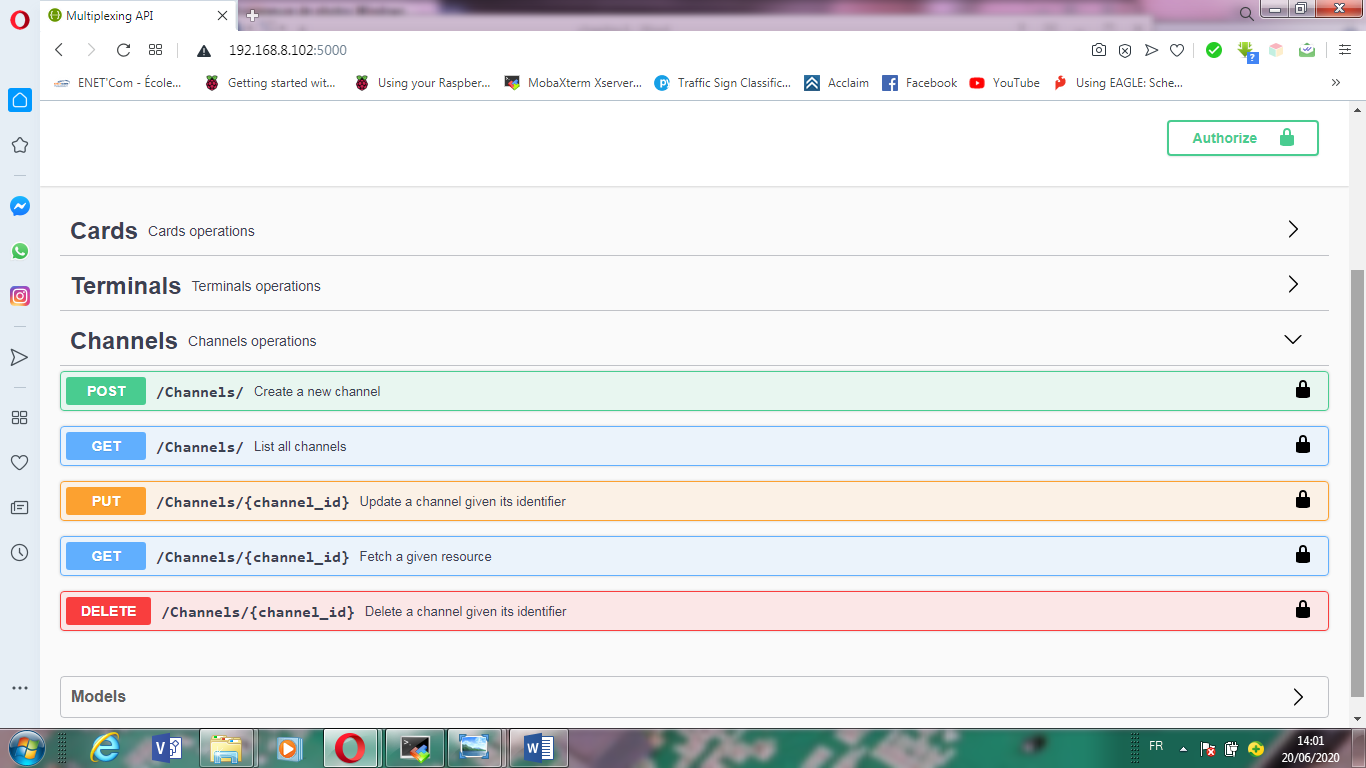 Multiplexing API
192.168.8.102:5000
ENET'Com - École...
Getting started wit...
Using your Raspber...
MobaXterm Xserver...
Traffic Sign Classific...
Acclaim
Facebook
YouTube
Using EAGLE: Sche...
Authorize
Cards Cards operations
Terminals Terminals operations
Channels Channels operations
POST /Channels/ Create a new channel
GET /Channels/ List all channels
PUT /Channels/{channel_id} Update a channel given its identifier
GET /Channels/{channel_id} Fetch a given resource
DELETE /Channels/{channel_id} Delete a channel given its identifier
Models
FR
14:01
20/06/2020